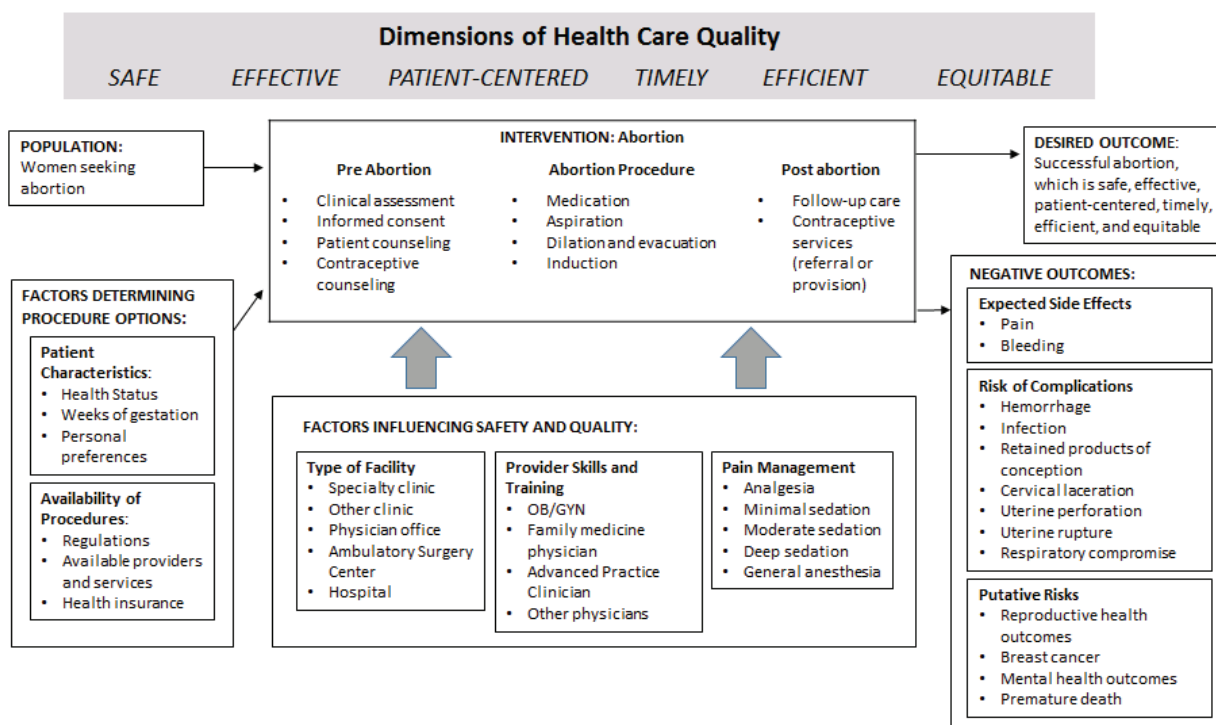 Dimensions of Health Care Quality
SAFE EFFECTIVE PATIENT-CENTERED TIMELY EFFICIENT EQUITABLE
POPULATION:
Women seeking
abortion
FACTORS DETERMINING
PROCEDURE OPTIONS:
Patient
Characteristics:
• Health Status
• Weeks of gestation
• Personal
preferences
Availability of
Procedures:
• Regulations
• Available providers
and services
• Health insurance
INTERVENTION: Abortion
Pre Abortion
• Clinical assessment
• Informed consent
• Patient counseling
• Contraceptive
counseling
Abortion Procedure
• Medication
• Aspiration
• Dilation and evacuation
• Induction
Post abortion
• Follow-up care
• Contraceptive
services
(referral or
provision)
FACTORS INFLUENCING SAFETY AND QUALITY:
Type of Facility
• Specialty clinic
• Other clinic
• Physician office
• Ambulatory Surgery
Center
• Hospital
Provider Skills and
Training
• OB/GYN
• Family medicine
physician
• Advanced Practice
Clinician
• Other physicians
Pain Management
• Analgesia
• Minimal sedation
• Moderate sedation
• Deep sedation
• General anesthesia
DESIRED OUTCOME:
Successful abortion,
which is safe, effective,
patient-centered, timely,
efficient, and equitable
NEGATIVE OUTCOMES:
Expected Side Effects
• Pain
• Bleeding
Risk of Complications
• Hemorrhage
• Infection
• Retained products of
conception
• Cervical laceration
• Uterine perforation
• Uterine rupture
• Respiratory compromise
Putative Risks
• Reproductive health
outcomes
• Breast cancer
• Mental health outcomes
• Premature death